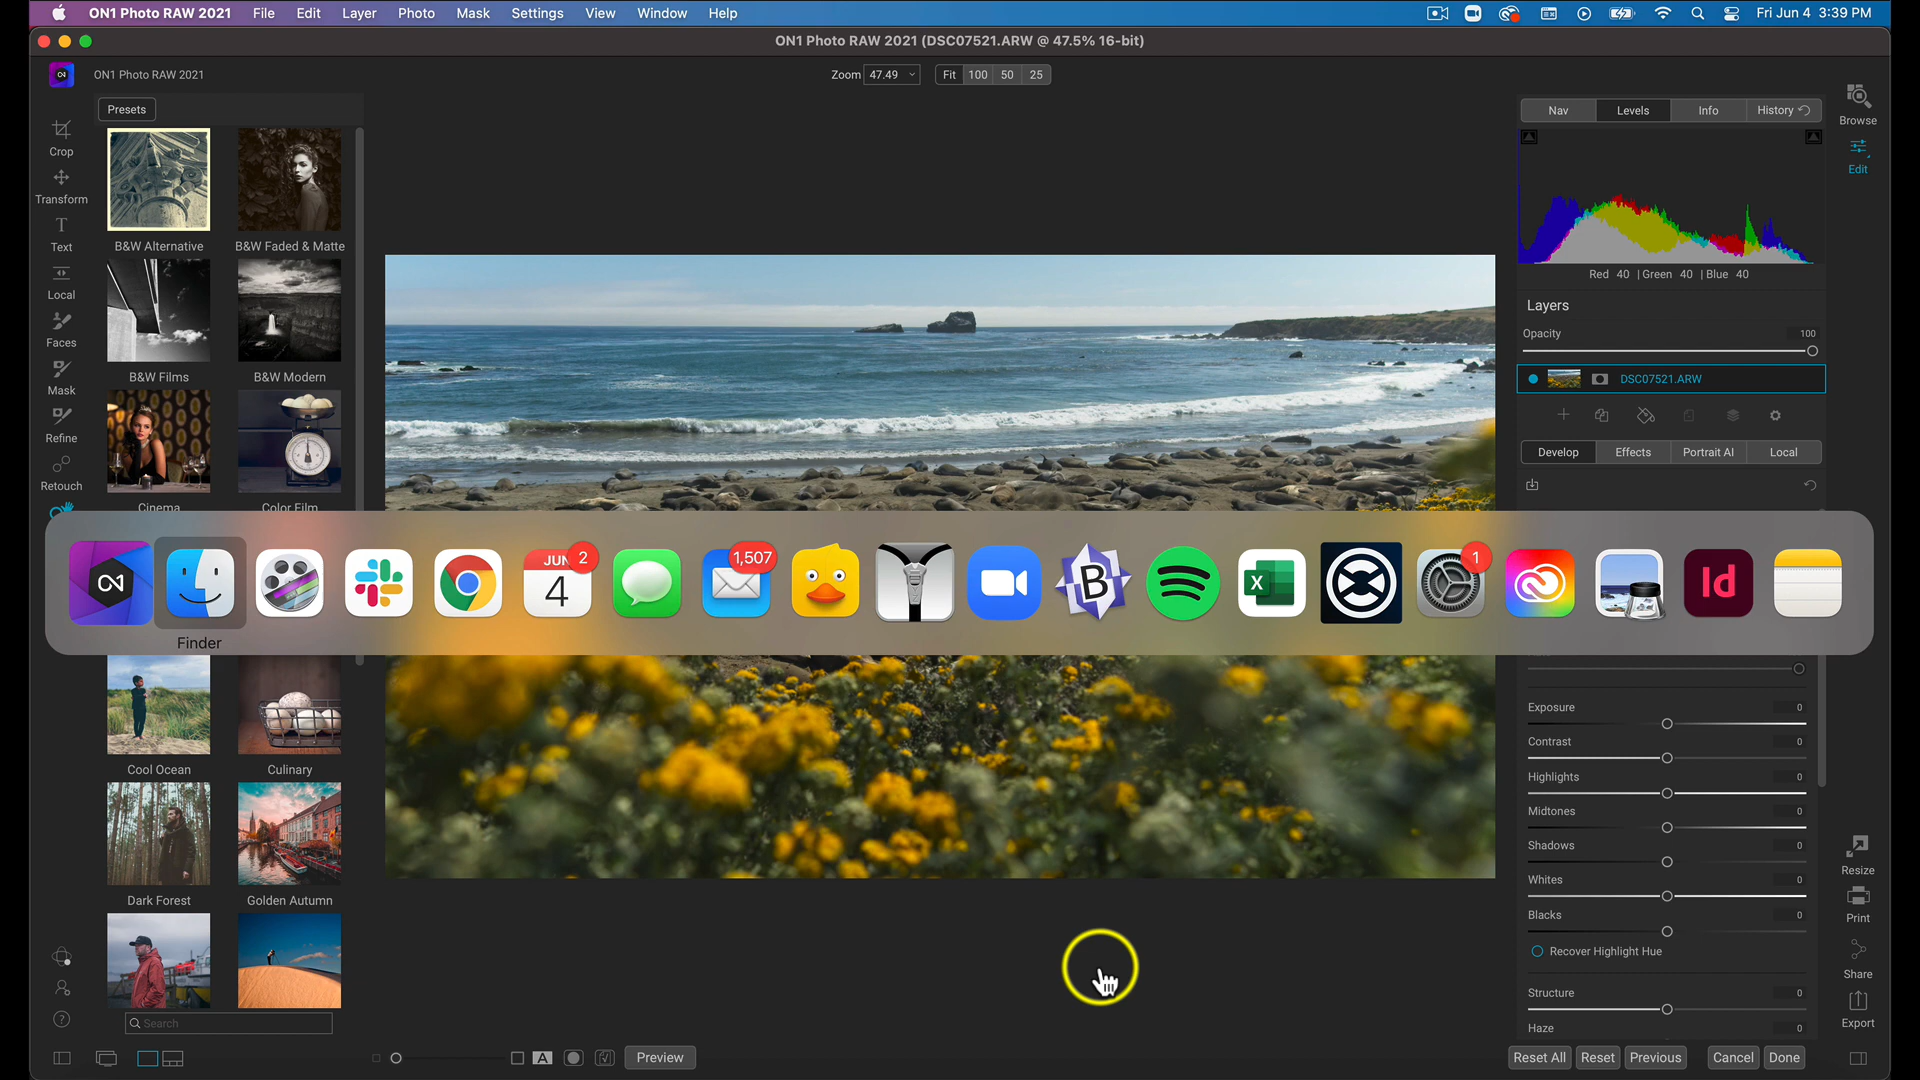 ON1 Photo RAW 2021 File Edit Layer Photo Mask Settings View Window Help Fri Jun 4 3:39 PM
ON1 Photo RAW 2021 (DSC07521.ARW @ 47.5% 16-bit)
ON1 Photo RAW 2021 Zoom 47.49 Fit 100 50 25
Presets
Nav Levels Info History
Browse
Edit
Crop
Transform
Text
Local
Faces
Mask
Refine
Retouch
B&W Alternative B&W Faded & Matte
B&W Films B&W Modern
Cinema Color Film
Red 40 | Green 40 | Blue 40
Layers
Opacity 100
DSC07521.ARW
Develop Effects Portrait AI Local
JUN 2
4
1,507
B
X
1
Id
Finder
Cool Ocean Culinary
Dark Forest Golden Autumn
Search
Exposure 0
Contrast 0
Highlights 0
Midtones 0
Shadows 0
Whites 0
Blacks 0
Recover Highlight Hue
Structure 0
Haze 0
Resize
Print
Share
Export
A Preview
Reset All Reset Previous Cancel Done